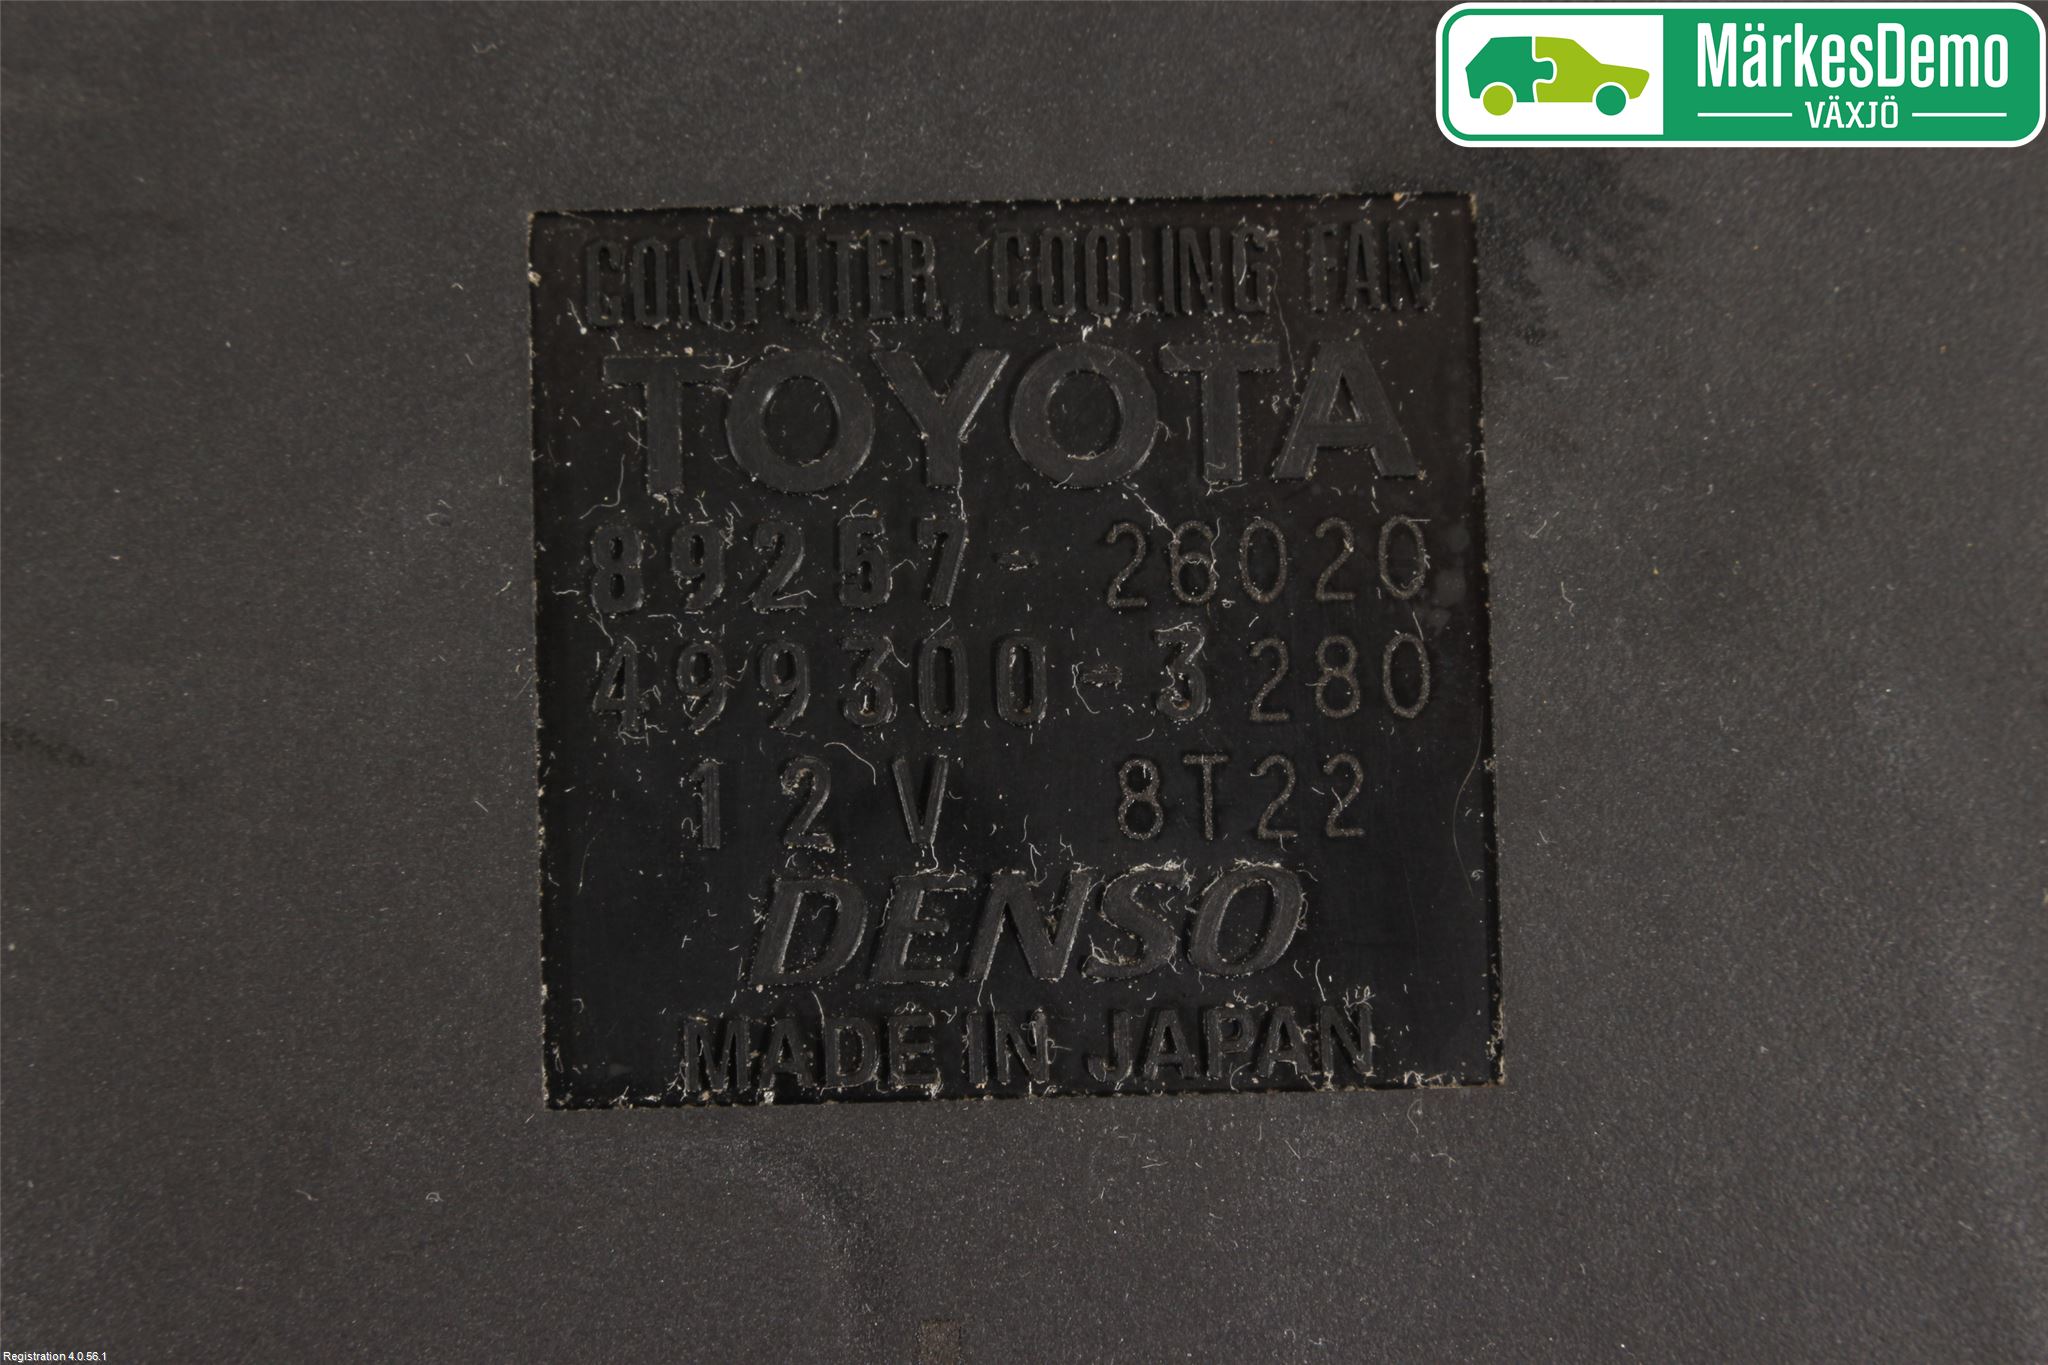 MärkesDemo
VÄXJÖ
COMPUTER, COOLING FAN
TOYOTA
89257-26020
499300-3280
12V 8T22
DENSO
MADE IN JAPAN
Registration 4.0.56.1